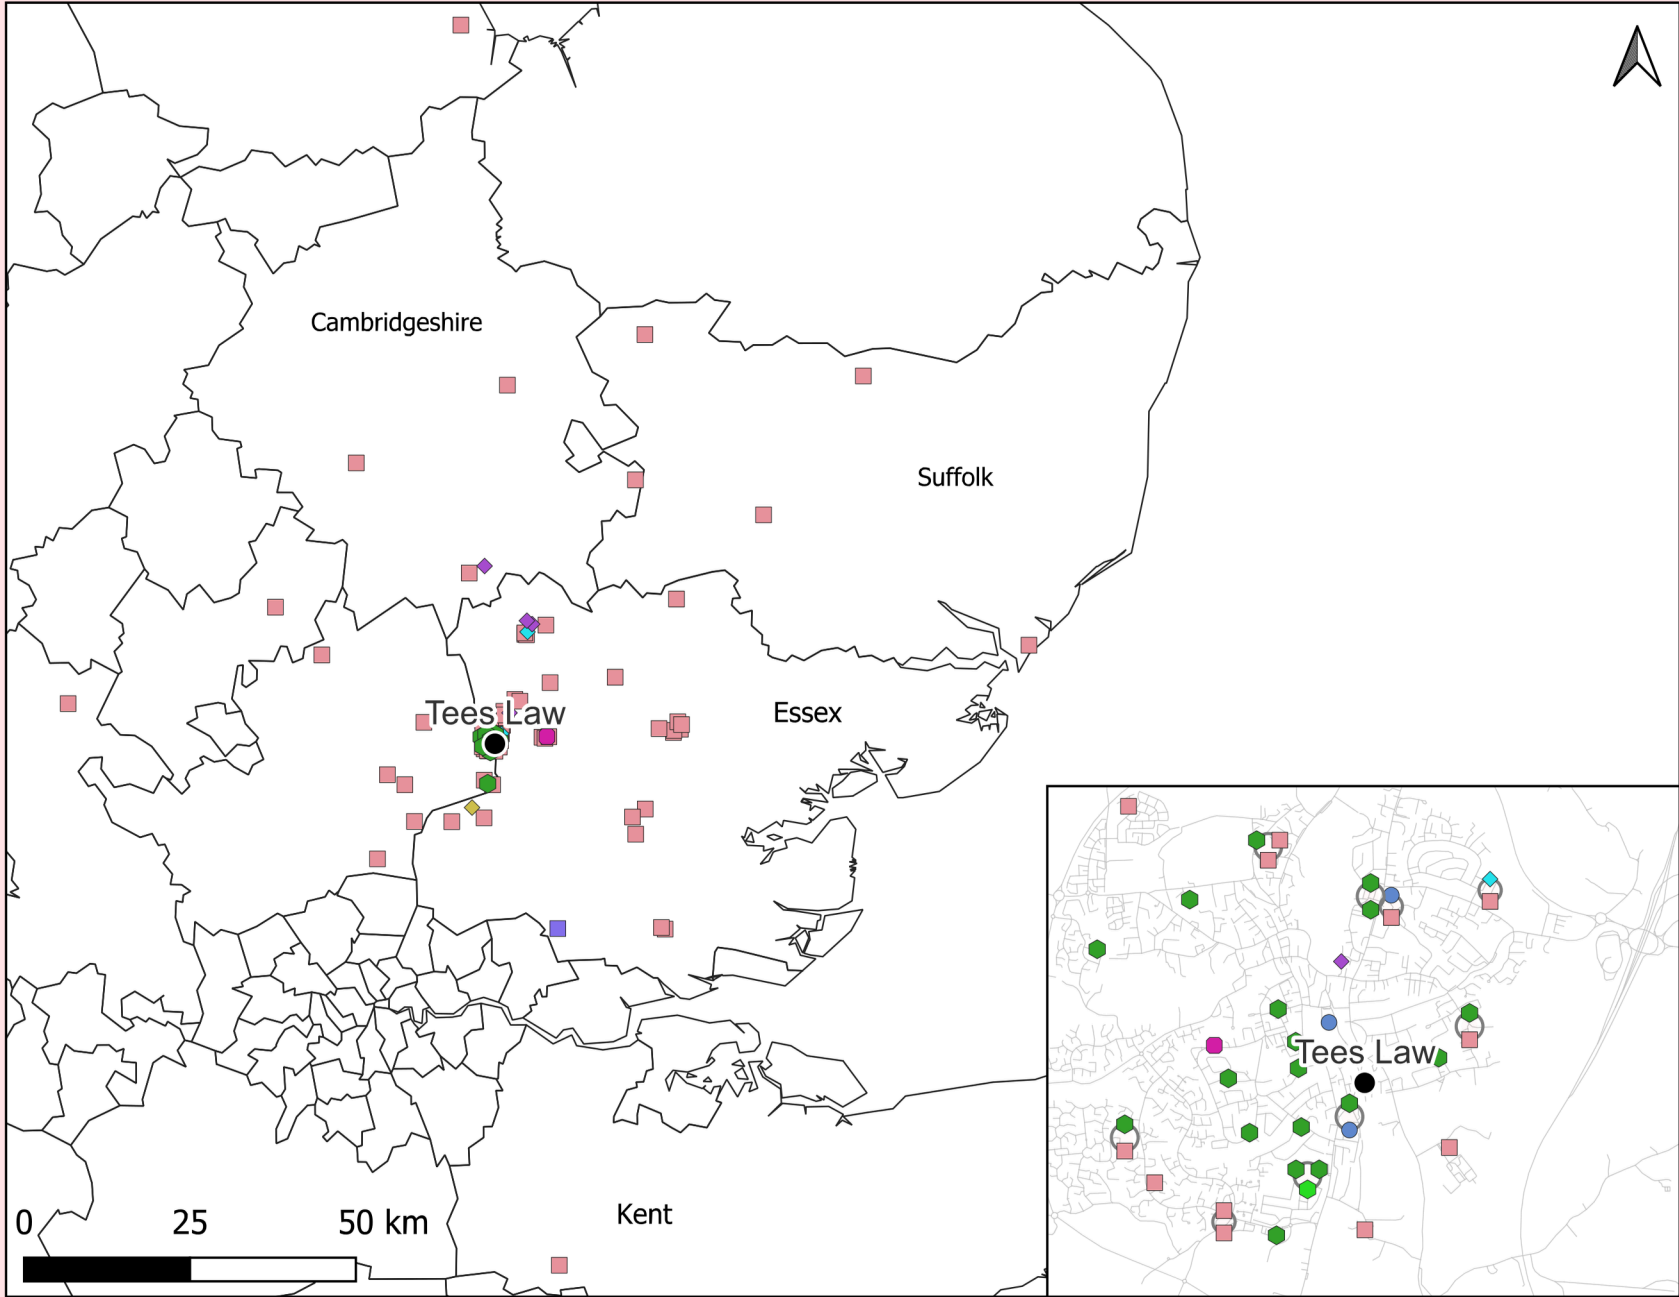 Cambridgeshire
Suffolk
Tees Law
Essex
Tees Law
Kent
0 25 50 km